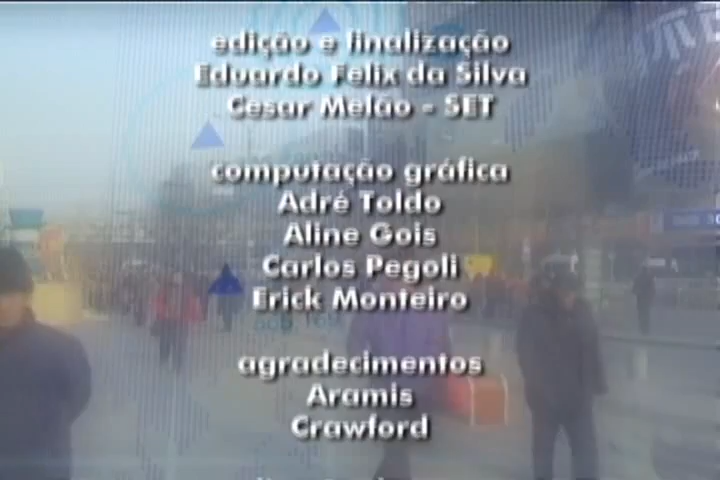 edição e finalização
Eduardo Felix da Silva
Cesar Melão - SET
computação gráfica
Adré Toldo
Aline Gois
Carlos Pegoli
Erick Monteiro
agradecimentos
Aramis
Crawford